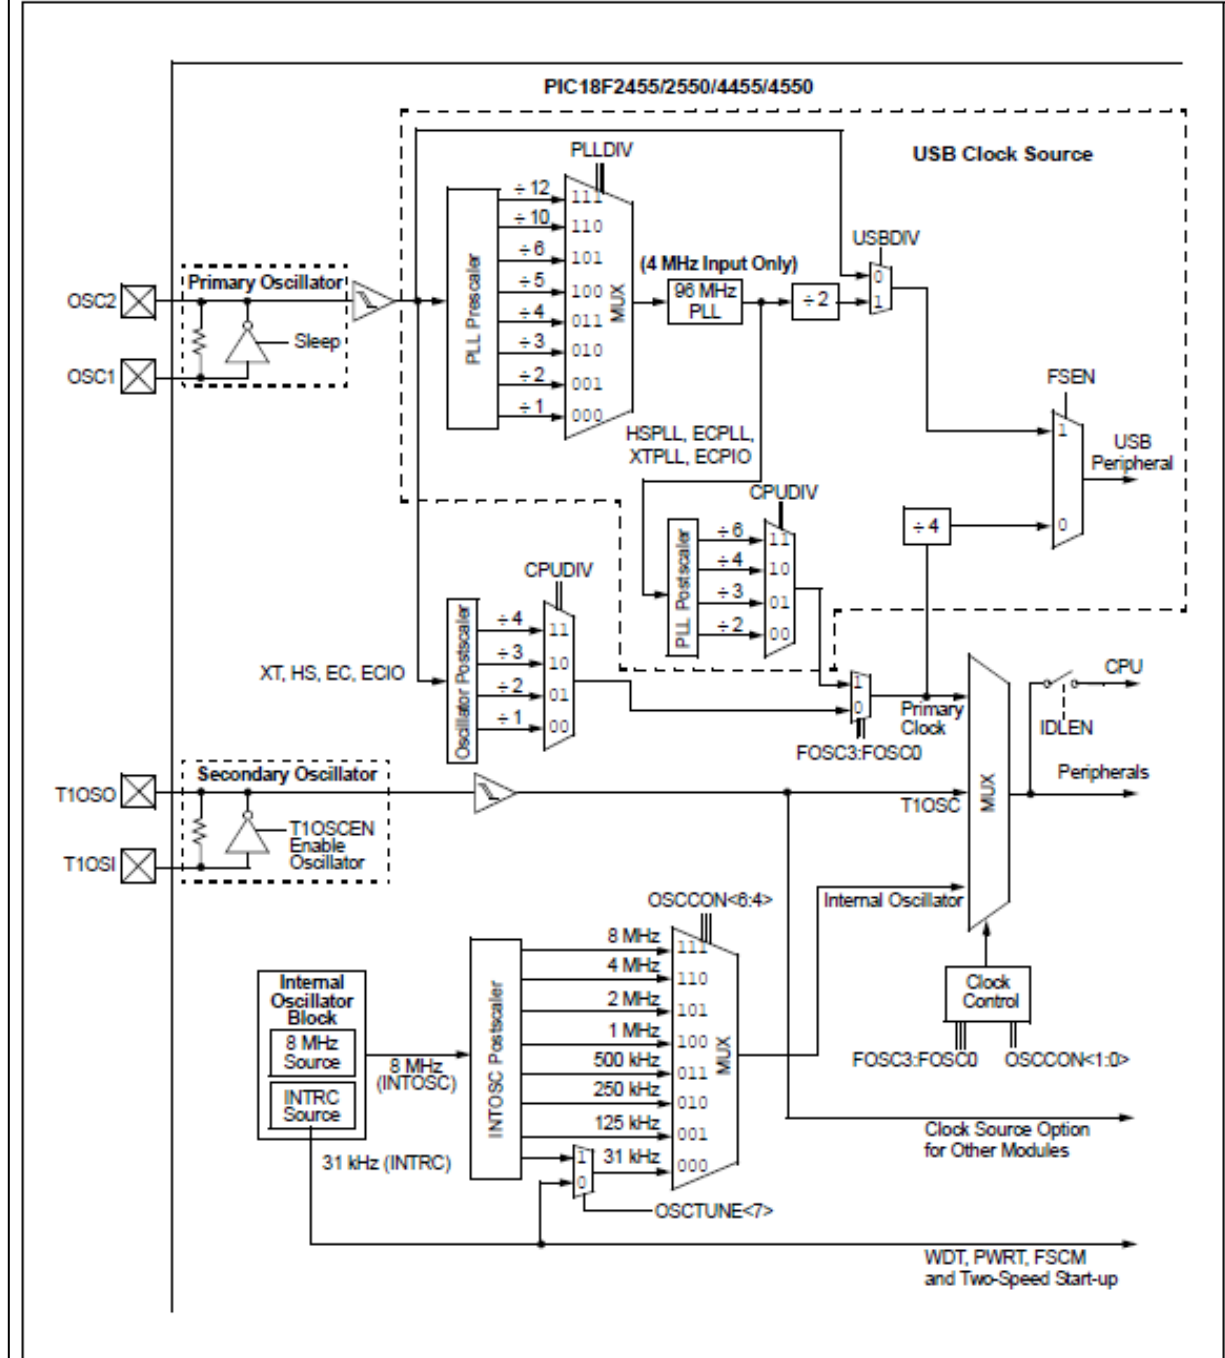 PIC18F2455/2550/4455/4550
USB Clock Source
PLLDIV
PLL Prescaler
÷ 12
÷ 10
÷ 6
÷ 5
÷ 4
÷ 3
÷ 2
÷ 1
111
110
101
100
011
010
001
000
MUX
(4 MHz Input Only)
96 MHz
PLL
÷ 2
USBDIV
0
1
Primary Oscillator
OSC2
OSC1
Sleep
FSEN
1
0
USB
Peripheral
HSPLL, ECPLL,
XTPLL, ECPIO
CPUDIV
PLL Postscaler
÷ 6
÷ 4
÷ 3
÷ 2
11
10
01
00
÷ 4
CPUDIV
XT, HS, EC, ECIO
Oscillator Postscaler
÷ 4
÷ 3
÷ 2
÷ 1
11
10
01
00
1
0
FOSC3:FOSC0
Primary
Clock
CPU
IDLEN
Peripherals
MUX
Secondary Oscillator
T1OSO
T1OSI
T1OSCEN
Enable
Oscillator
T1OSC
Internal Oscillator
OSCCON<6:4>
Internal
Oscillator
Block
8 MHz
Source
INTRC
Source
8 MHz
(INTOSC)
31 kHz (INTRC)
INTOSC Postscaler
8 MHz
4 MHz
2 MHz
1 MHz
500 kHz
250 kHz
125 kHz
31 kHz
1
0
111
110
101
100
011
010
001
000
MUX
OSCTUNE<7>
Clock
Control
FOSC3:FOSC0
OSCCON<1:0>
Clock Source Option
for Other Modules
WDT, PWRT, FSCM
and Two-Speed Start-up